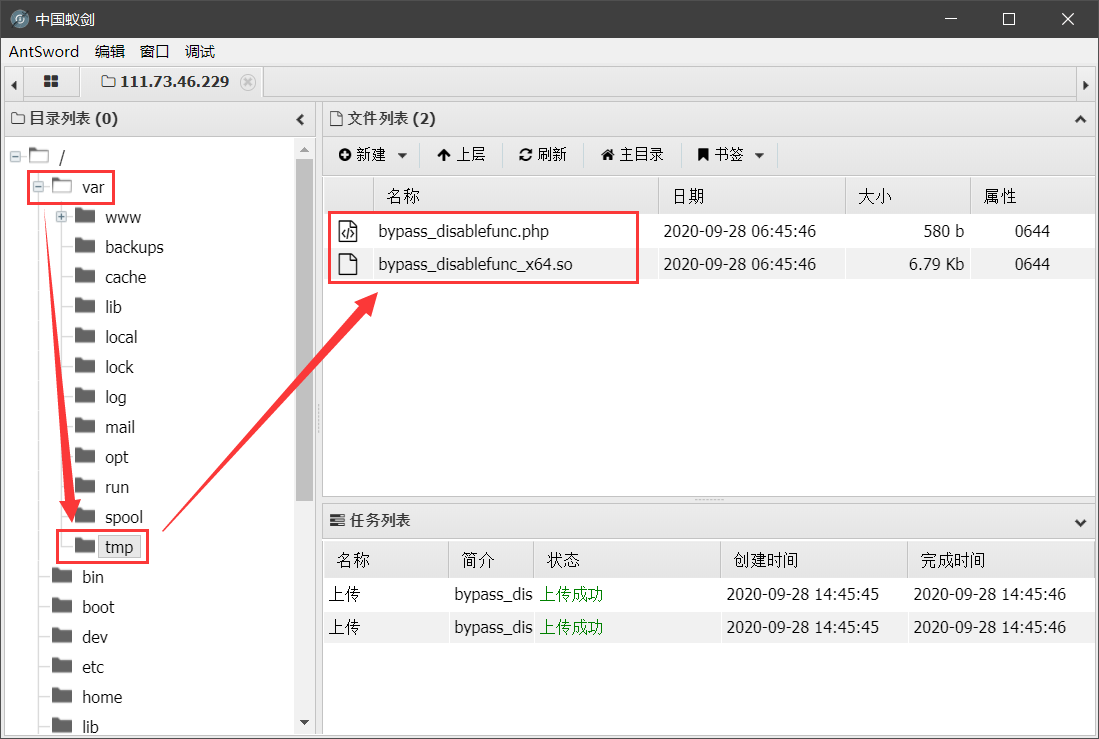 中国蚁剑
AntSword 编辑 窗口 调试
111.73.46.229
目录列表 (0)
/
var
www
backups
cache
lib
local
lock
log
mail
opt
run
spool
tmp
bin
boot
dev
etc
home
lib
文件列表 (2)
新建 上层 刷新 主目录 书签
名称 日期 大小 属性
bypass_disablefunc.php 2020-09-28 06:45:46 580 b 0644
bypass_disablefunc_x64.so 2020-09-28 06:45:46 6.79 Kb 0644
任务列表
名称 简介 状态 创建时间 完成时间
上传 bypass_dis 上传成功 2020-09-28 14:45:45 2020-09-28 14:45:46
上传 bypass_dis 上传成功 2020-09-28 14:45:45 2020-09-28 14:45:46